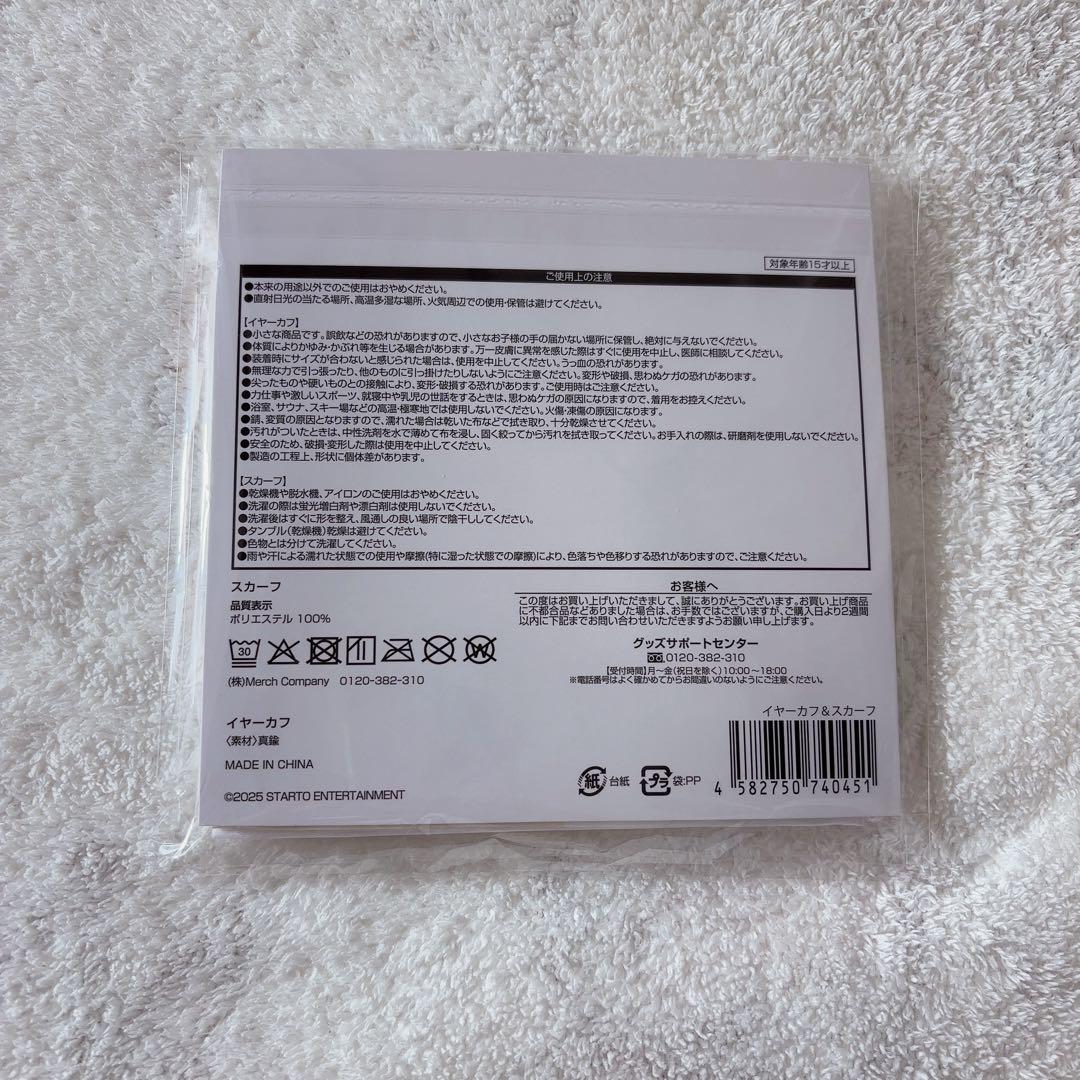 対象年齢15才以上
ご使用上の注意
●本来の用途以外でのご使用はおやめください。
●直射日光の当たる場所、高温多湿な場所、火気周辺での使用・保管は避けてください。
【イヤーカフ】
●小さな商品です。誤飲などの恐れがありますので、小さなお子様の手の届かない場所に保管し、絶対に与えないでください。
●体質によりかゆみ・かぶれ等を生じる場合があります。万一皮膚に異常を感じた際はすぐに使用を中止し、医師に相談してください。
●装着時にサイズが合わないと感じられた場合は、使用を中止してください。うっ血の恐れがあります。
●無理な力で引っ張ったり、他のものに引っ掛けたりしないようにご注意ください。変形や破損、思わぬケガの恐れがあります。
●尖ったものや硬いものとの接触により、変形・破損する恐れがあります。ご使用時はご注意ください。
●力仕事や激しいスポーツ、就寝中や乳児の世話をするときは、思わぬケガの原因になりますので、着用をお控えください。
●浴室、サウナ、スキー場などの高温・極寒地では使用しないでください。火傷・凍傷の原因になります。
●錆、変質の原因となりますので、濡れた場合は乾いた布などで拭き取り、十分乾燥させてください。
●汚れがついたときは、中性洗剤を水で薄めて布を浸し、固く絞ってから汚れを拭き取ってください。お手入れの際は、研磨剤を使用しないでください。
●安全のため、破損・変形した際は使用を中止してください。
●製造の工程上、形状に個体差があります。
【スカーフ】
●乾燥機や脱水機、アイロンのご使用はおやめください。
●洗濯の際は蛍光増白剤や漂白剤は使用しないでください。
●洗濯後はすぐに形を整え、風通しの良い場所で陰干ししてください。
●タンブル(乾燥機)乾燥は避けてください。
●色物とは分けて洗濯してください。
●雨や汗による濡れた状態での使用や摩擦(特に湿った状態での摩擦)により、色落ちや色移りする恐れがありますので、ご注意ください。
スカーフ
品質表示
ポリエステル 100%
30
W
(株)Merch Company 0120-382-310
お客様へ
この度はお買い上げいただきまして、誠にありがとうございます。お買い上げ商品
に不都合品などありました場合は、お手数ではございますが、ご購入日より2週間
以内に下記までお問い合わせいただきますようお願い申し上げます。
グッズサポートセンター
0120-382-310
【受付時間】月〜金(祝日を除く)10:00〜18:00
※電話番号はよく確かめてからお間違いのないようにご注意ください。
イヤーカフ
〈素材〉真鍮
MADE IN CHINA
©2025 STARTO ENTERTAINMENT
イヤーカフ＆スカーフ
紙 台紙 プラ 袋:PP
4 582750 740451